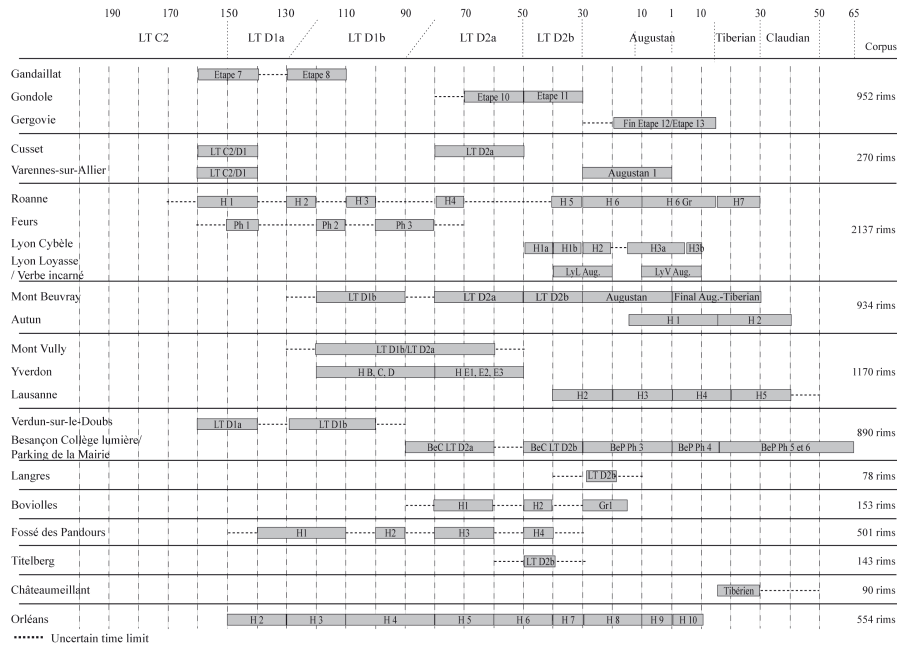 190 170 150 130 110 90 70 50 30 10 1 10 30 50 65
LT C2 LT D1a LT D1b LT D2a LT D2b Augustan Tiberian Claudian Corpus
Gandaillat Etape 7 Etape 8
Gondole Etape 10 Etape 11 952 rims
Gergovie Fin Etape 12/Etape 13
Cusset LT C2/D1 LT D2a
270 rims
Varennes-sur-Allier LT C2/D1 Augustan 1
Roanne H 1 H 2 H 3 H4 H 5 H 6 H 6 Gr H7
Feurs Ph 1 Ph 2 Ph 3
2137 rims
Lyon Cybèle H1a H1b H2 H3a H3b
Lyon Loyasse
/ Verbe incarné LyL Aug. LyV Aug.
Mont Beuvray LT D1b LT D2a LT D2b Augustan Final Aug.-Tiberian
934 rims
Autun H 1 H 2
Mont Vully LT D1b/LT D2a
Yverdon H B, C, D H E1, E2, E3 1170 rims
Lausanne H2 H3 H4 H5
Verdun-sur-le-Doubs LT D1a LT D1b
890 rims
Besançon Collège lumière/
Parking de la Mairie BeC LT D2a BeC LT D2b BeP Ph 3 BeP Ph 4 BeP Ph 5 et 6
Langres LT D2b 78 rims
Boviolles H1 H2 Gr1 153 rims
Fossé des Pandours H1 H2 H3 H4 501 rims
Titelberg LT D2b 143 rims
Châteaumeillant Tibérien 90 rims
Orléans H 2 H 3 H 4 H 5 H 6 H 7 H 8 H 9 H 10 554 rims
Uncertain time limit